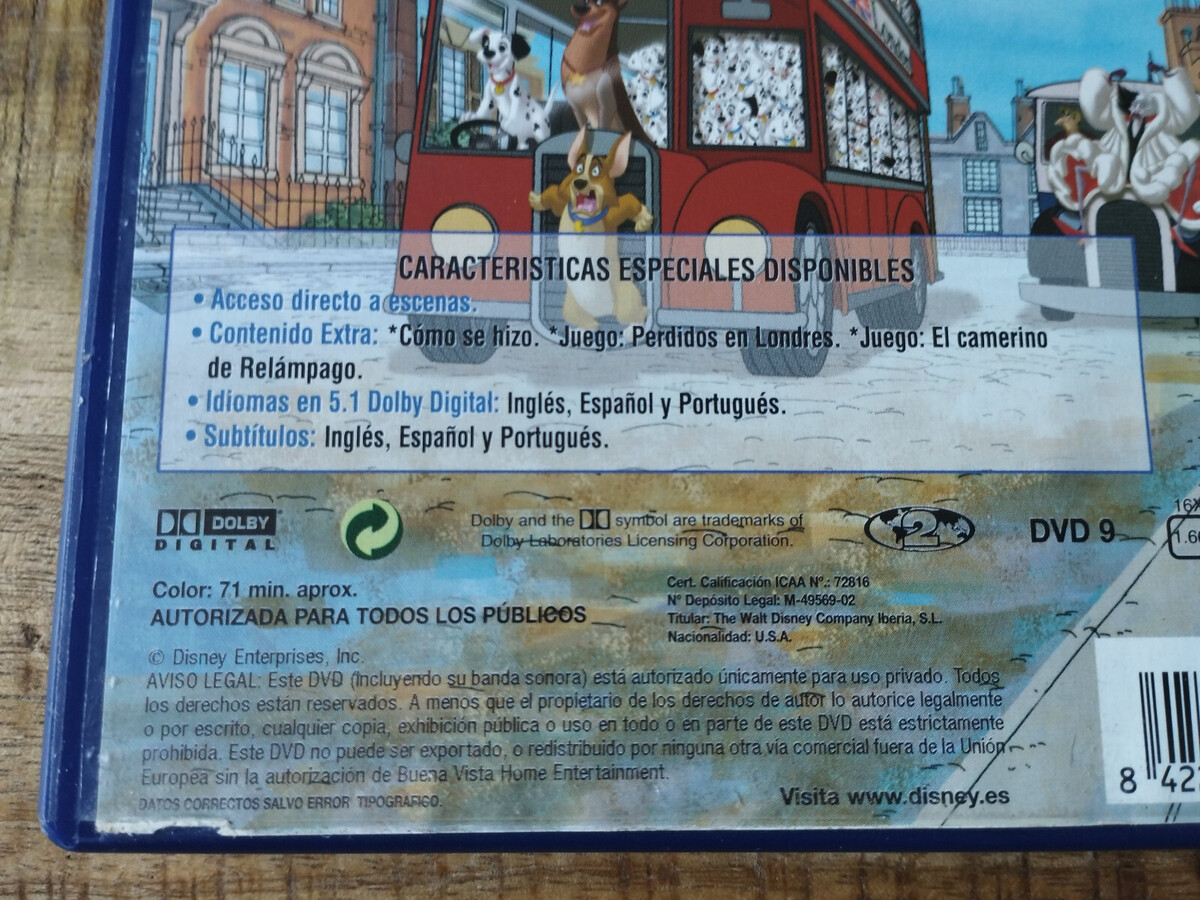 CARACTERISTICAS ESPECIALES DISPONIBLES
• Acceso directo a escenas.
• Contenido Extra: *Cómo se hizo. *Juego: Perdidos en Londres. *Juego: El camerino
de Relámpago.
• Idiomas en 5.1 Dolby Digital: Inglés, Español y Portugués.
• Subtítulos: Inglés, Español y Portugués.
DOLBY
DIGITAL
Dolby and the symbol are trademarks of
Dolby Laboratories Licensing Corporation.
2
DVD 9
16X
1.6
Color: 71 min. aprox.
AUTORIZADA PARA TODOS LOS PÚBLICOS
Cert. Calificación ICAA Nº.: 72816
Nº Depósito Legal: M-49569-02
Titular: The Walt Disney Company Iberia, S.L.
Nacionalidad: U.S.A.
© Disney Enterprises, Inc.
AVISO LEGAL: Este DVD (incluyendo su banda sonora) está autorizado únicamente para uso privado. Todos
los derechos están reservados. A menos que el propietario de los derechos de autor lo autorice legalmente
o por escrito, cualquier copia, exhibición pública o uso en todo o en parte de este DVD está estrictamente
prohibida. Este DVD no puede ser exportado, o redistribuido por ninguna otra vía comercial fuera de la Unión
Europea sin la autorización de Buena Vista Home Entertainment.
DATOS CORRECTOS SALVO ERROR TIPOGRÁFICO.
Visita www.disney.es
8 422